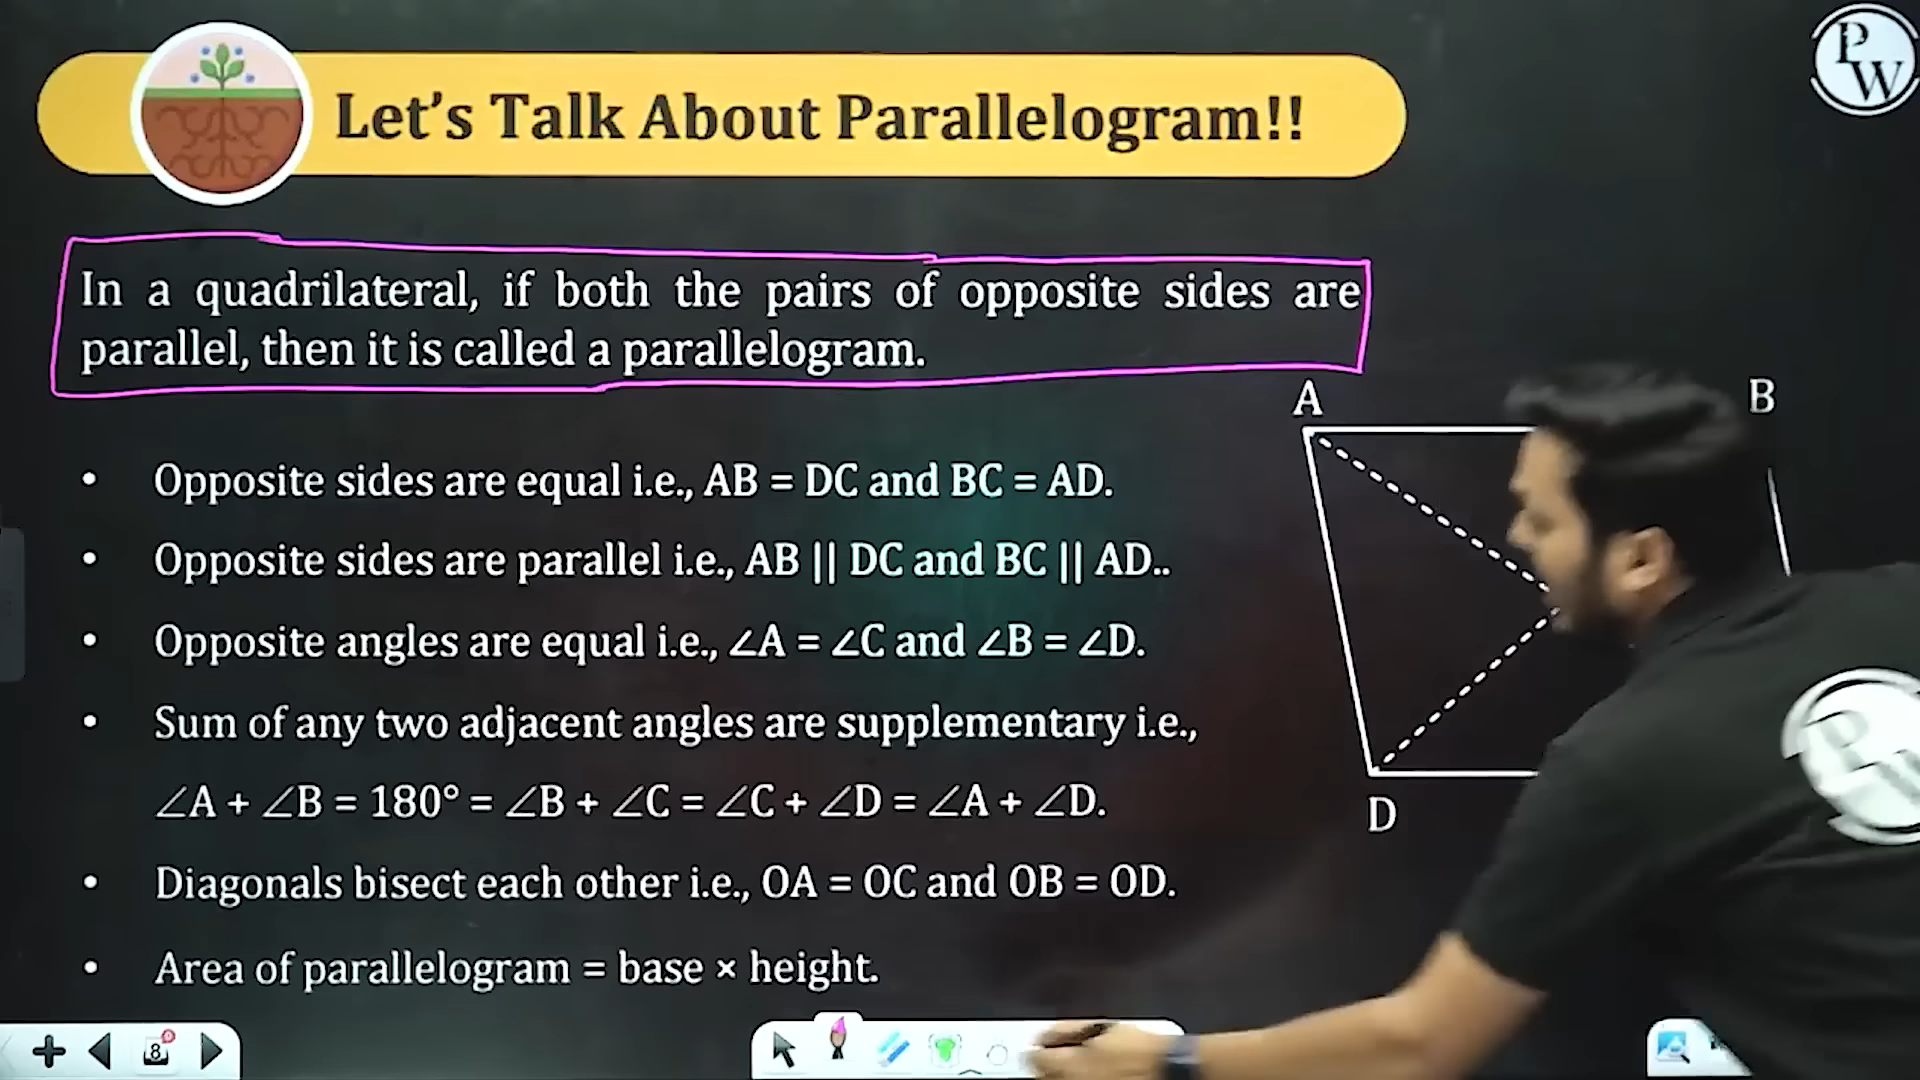 P
W
Let's Talk About Parallelogram!!
In a quadrilateral, if both the pairs of opposite sides are
parallel, then it is called a parallelogram.
A
B
• Opposite sides are equal i.e., AB = DC and BC = AD.
• Opposite sides are parallel i.e., AB || DC and BC || AD..
• Opposite angles are equal i.e., ∠A = ∠C and ∠B = ∠D.
• Sum of any two adjacent angles are supplementary i.e.,
∠A + ∠B = 180° = ∠B + ∠C = ∠C + ∠D = ∠A + ∠D.
D
• Diagonals bisect each other i.e., OA = OC and OB = OD.
• Area of parallelogram = base × height.
8